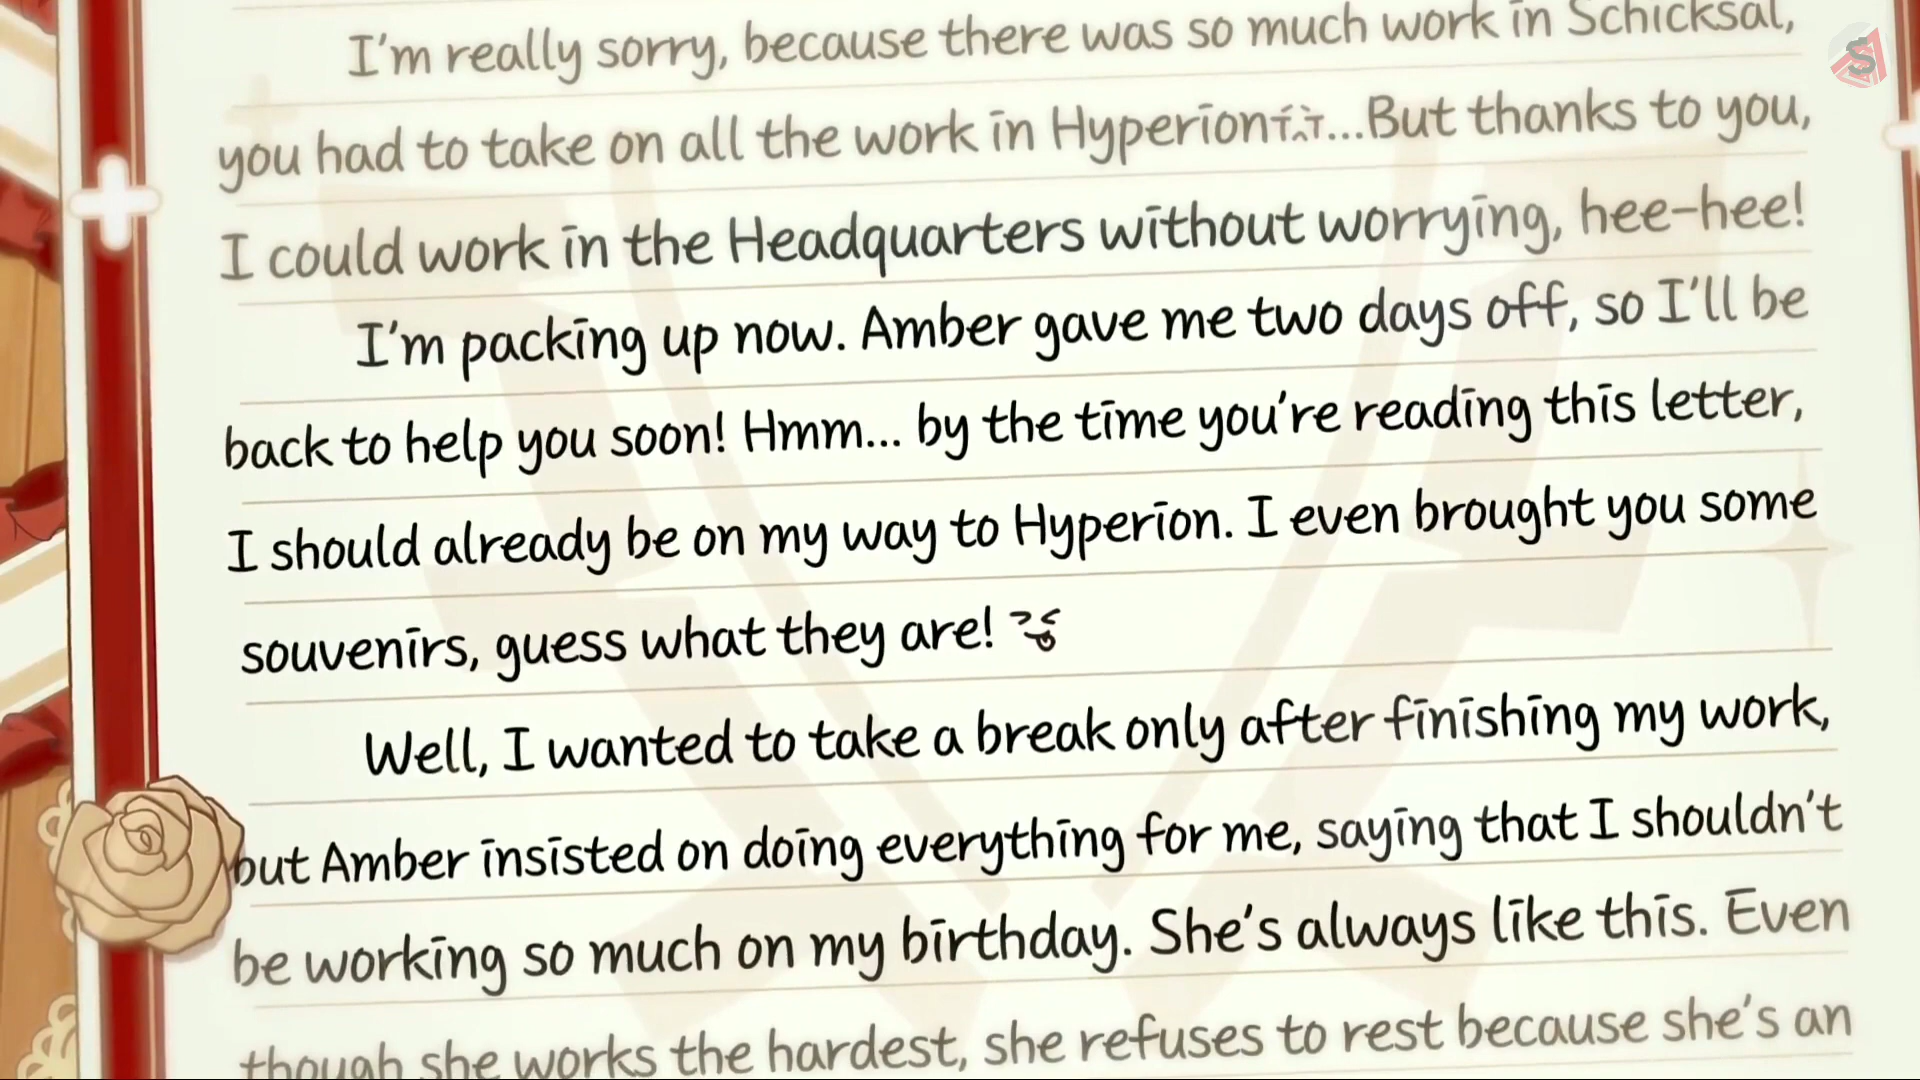 I'm really sorry, because there was so much work in Schicksal,
you had to take on all the work in Hyperion...But thanks to you,
I could work in the Headquarters without worrying, hee-hee!
I'm packing up now. Amber gave me two days off, so I'll be
back to help you soon! Hmm... by the time you're reading this letter,
I should already be on my way to Hyperion. I even brought you some
souvenirs, guess what they are!
Well, I wanted to take a break only after finishing my work,
but Amber insisted on doing everything for me, saying that I shouldn't
be working so much on my birthday. She's always like this. Even
though she works the hardest, she refuses to rest because she's an